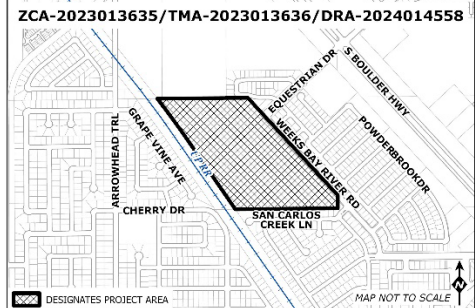 ZCA-2023013635/TMA-2023013636/DRA-2024014558
S BOULDER HWY
EQUESTRIAN DR
POWDERBROOKDR
WEEKS BAY RIVER RD
GRAPE VINE AVE
ARROWHEAD TRL
UPRR
CHERRY DR
SAN CARLOS
CREEK LN
DESIGNATES PROJECT AREA
MAP NOT TO SCALE
N